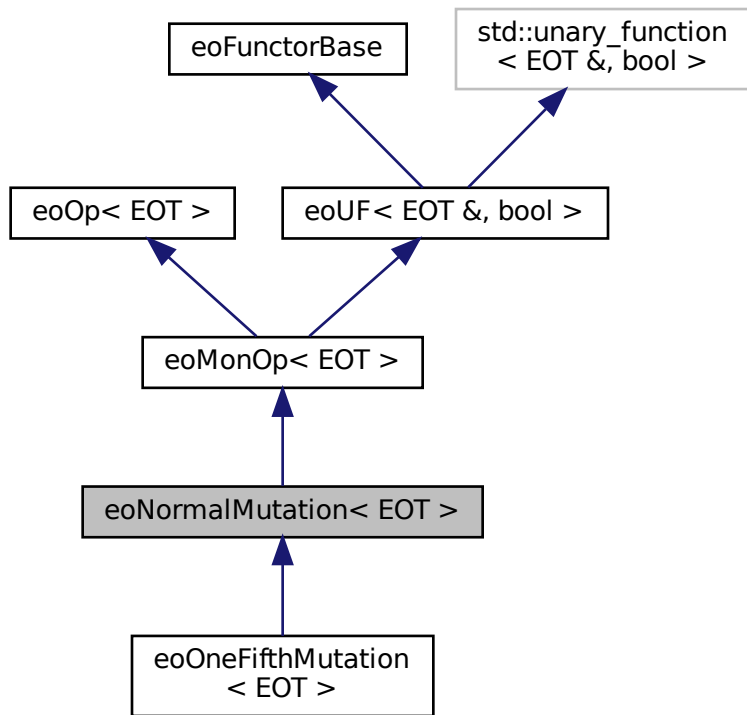 eoFunctorBase
std::unary_function
< EOT &, bool >
eoOp< EOT >
eoUF< EOT &, bool >
eoMonOp< EOT >
eoNormalMutation< EOT >
eoOneFifthMutation
< EOT >